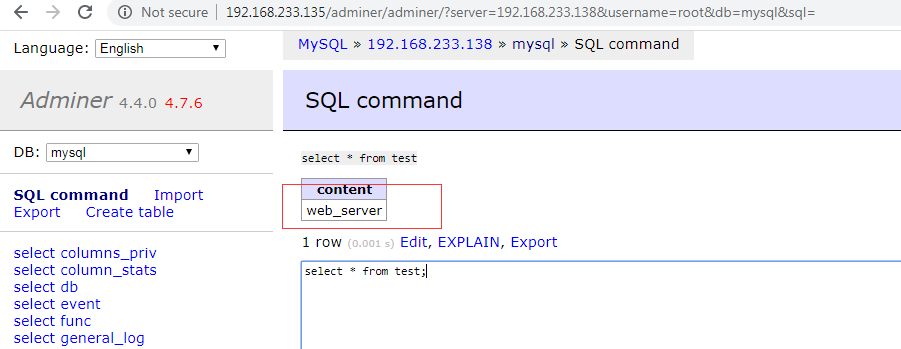 Not secure | 192.168.233.135/adminer/adminer/?server=192.168.233.138&username=root&db=mysql&sql=
Language: English
MySQL » 192.168.233.138 » mysql » SQL command
Adminer 4.4.0 4.7.6
SQL command
DB: mysql
select * from test
SQL command Import
Export Create table
content
web_server
1 row (0.001 s) Edit, EXPLAIN, Export
select * from test;
select columns_priv
select column_stats
select db
select event
select func
select general_log